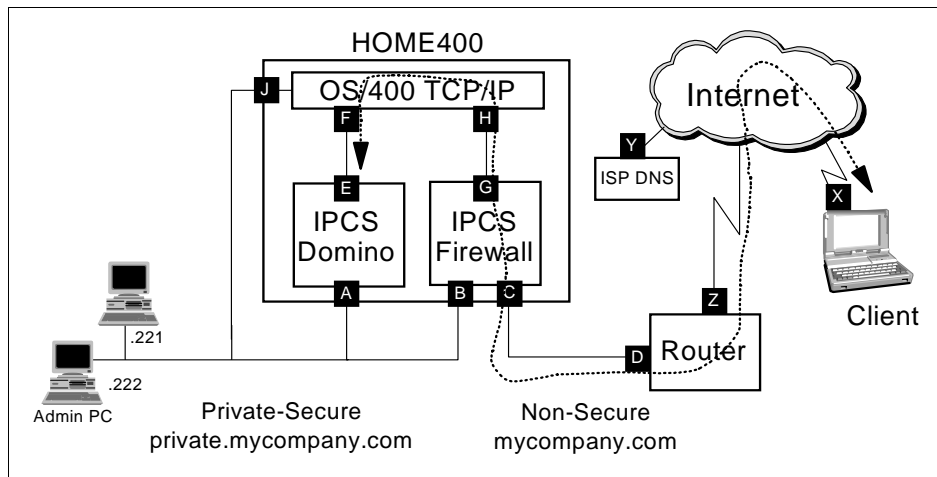 HOME400
J
OS/400 TCP/IP
F
H
Internet
Y
ISP DNS
E
G
X
IPCS
Domino
IPCS
Firewall
A
B
C
Z
Client
D
Router
.221
.222
Admin PC
Private-Secure
private.mycompany.com
Non-Secure
mycompany.com